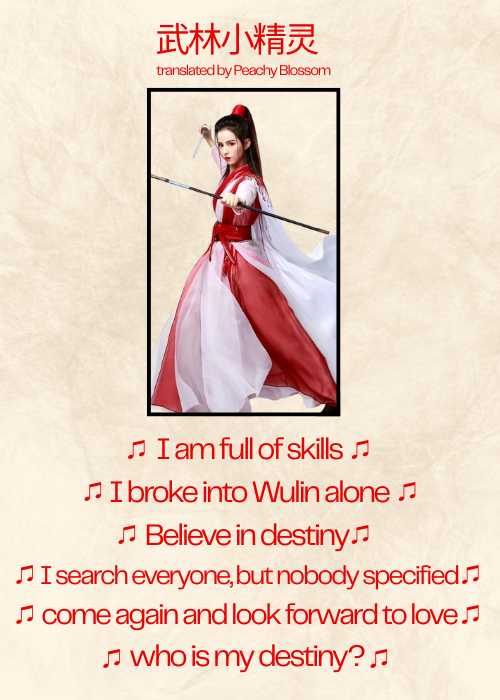 武林小精灵
translated by Peachy Blossom
♫ I am full of skills ♫
♫ I broke into Wulin alone ♫
♫ Believe in destiny ♫
♫ I search everyone, but nobody specified ♫
♫ come again and look forward to love ♫
♫ who is my destiny? ♫